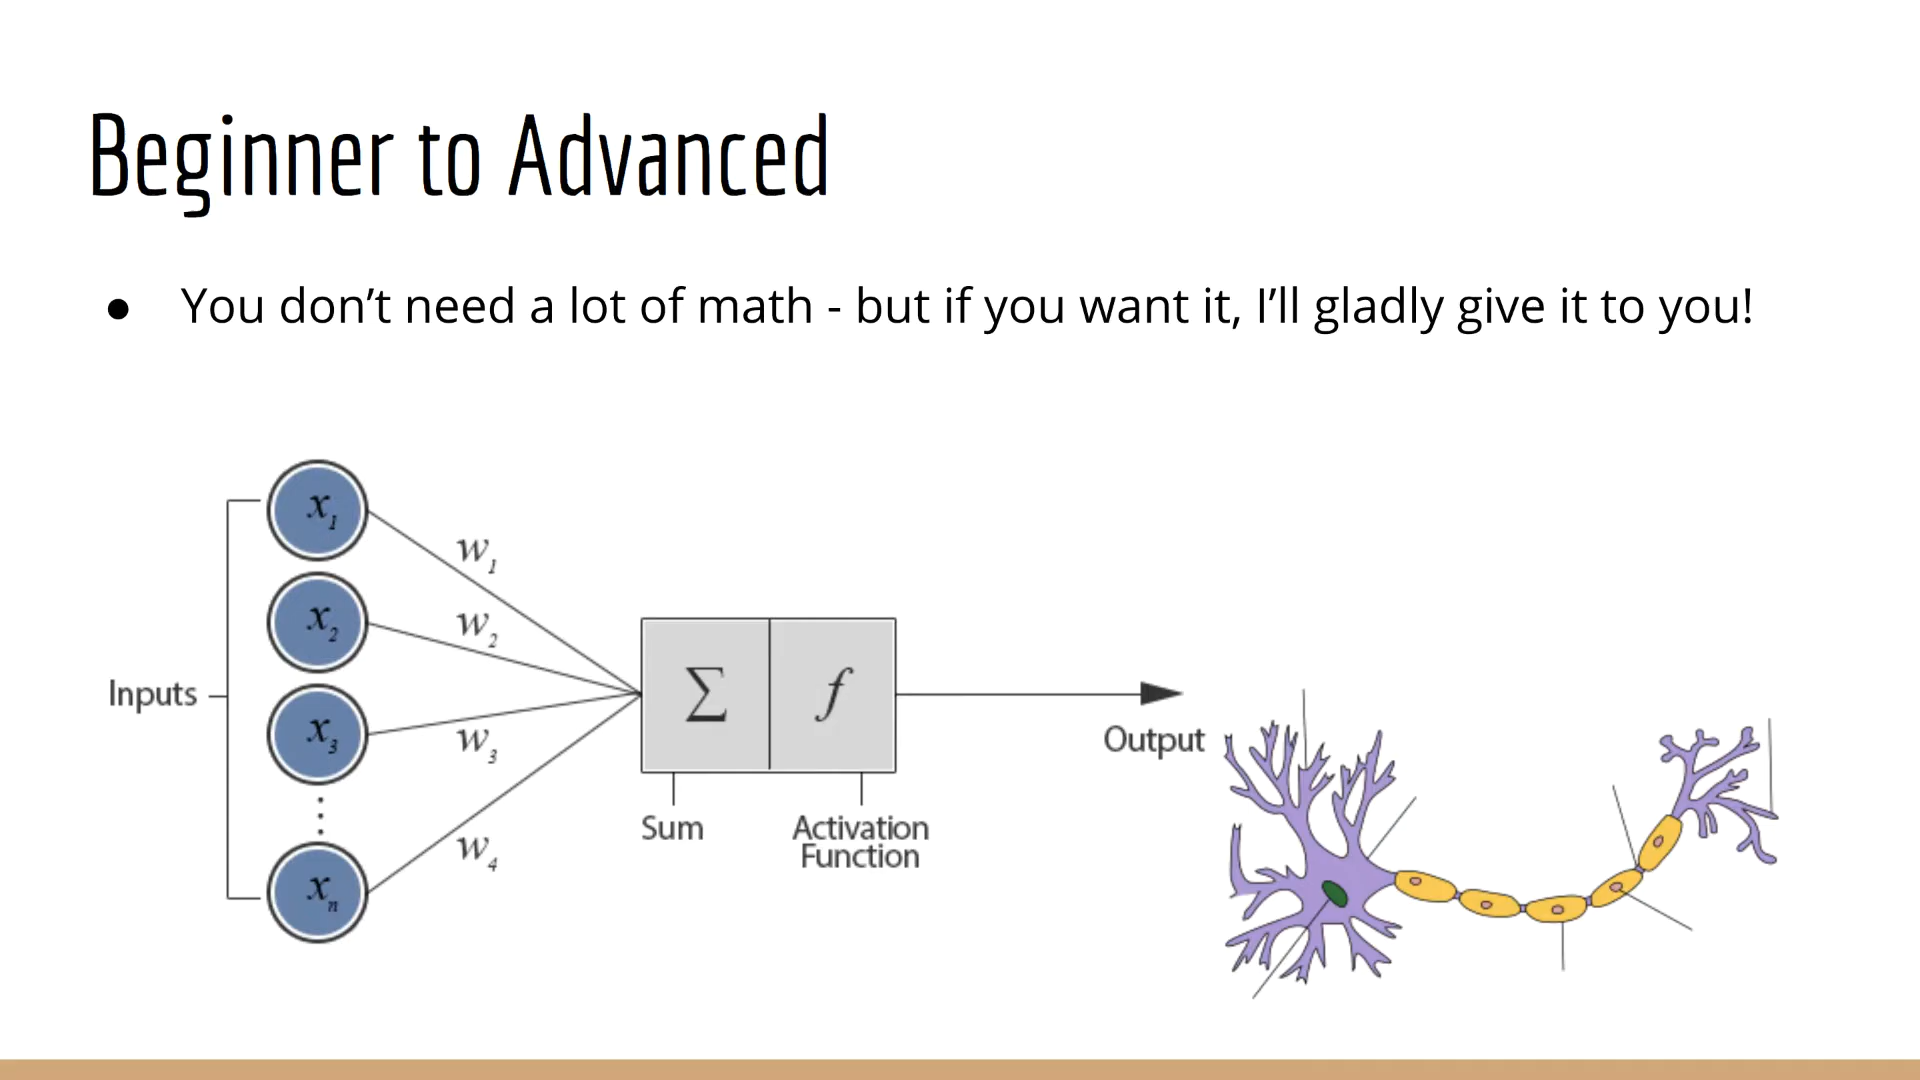 Beginner to Advanced
● You don’t need a lot of math - but if you want it, I’ll gladly give it to you!
x1
w1
x2
w2
Inputs
x3
w3
Σ
f
Output
Sum
Activation
Function
w4
xn